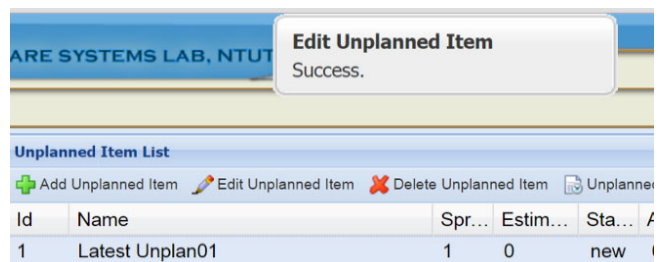 ARE SYSTEMS LAB, NTUT
Edit Unplanned Item
Success.
Unplanned Item List
Add Unplanned Item Edit Unplanned Item Delete Unplanned Item
Id Name Spr... Estim... Sta...
1 Latest Unplan01 1 0 new